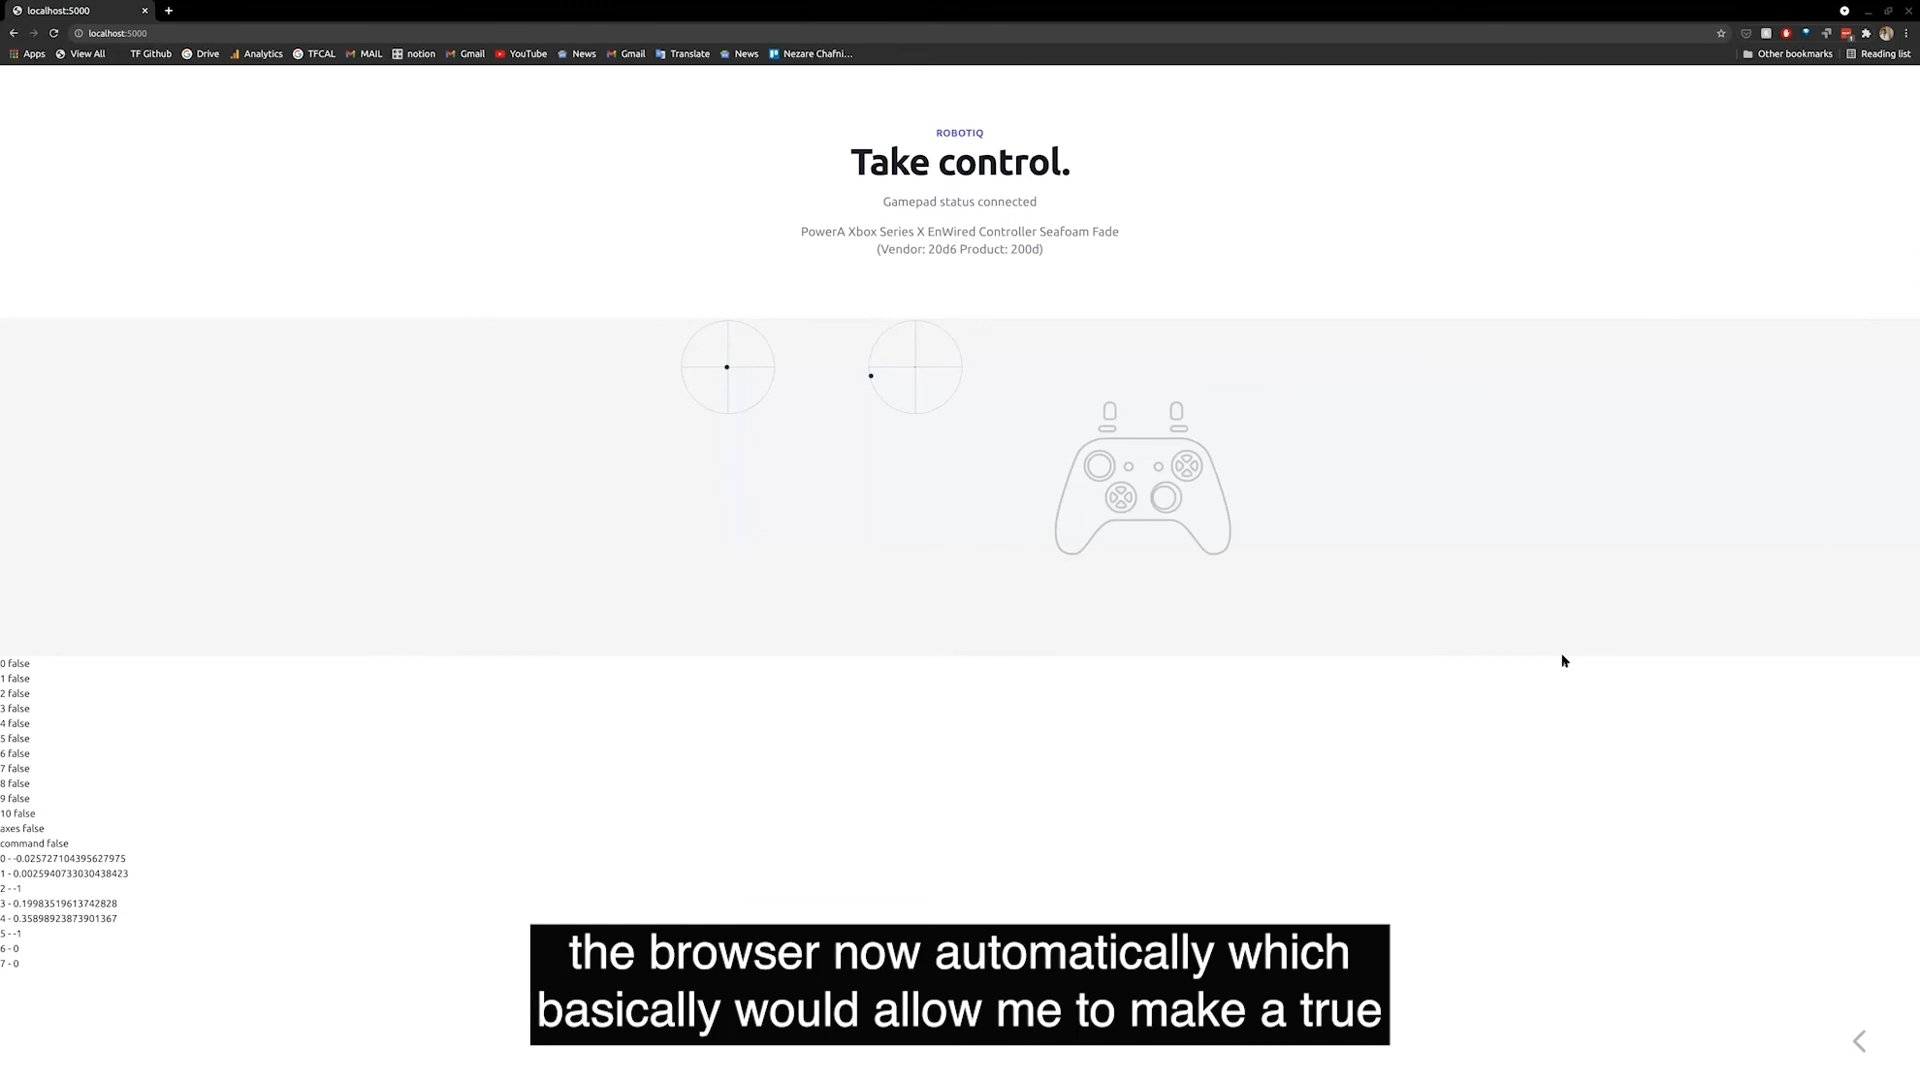 localhost:5000
localhost:5000
Apps View All TF Github Drive Analytics TFCAL MAIL notion Gmail YouTube News Gmail Translate News Nezare Chafni... Other bookmarks Reading list
ROBOTIQ
Take control.
Gamepad status connected
PowerA Xbox Series X EnWired Controller Seafoam Fade
(Vendor: 20d6 Product: 200d)
0 false
1 false
2 false
3 false
4 false
5 false
6 false
7 false
8 false
9 false
10 false
axes false
command false
0 - -0.025727104395627975
1 - 0.0025940733030438423
2 - -1
3 - 0.19983519613742828
4 - 0.35898923873901367
5 - -1
6 - 0
7 - 0
the browser now automatically which
basically would allow me to make a true